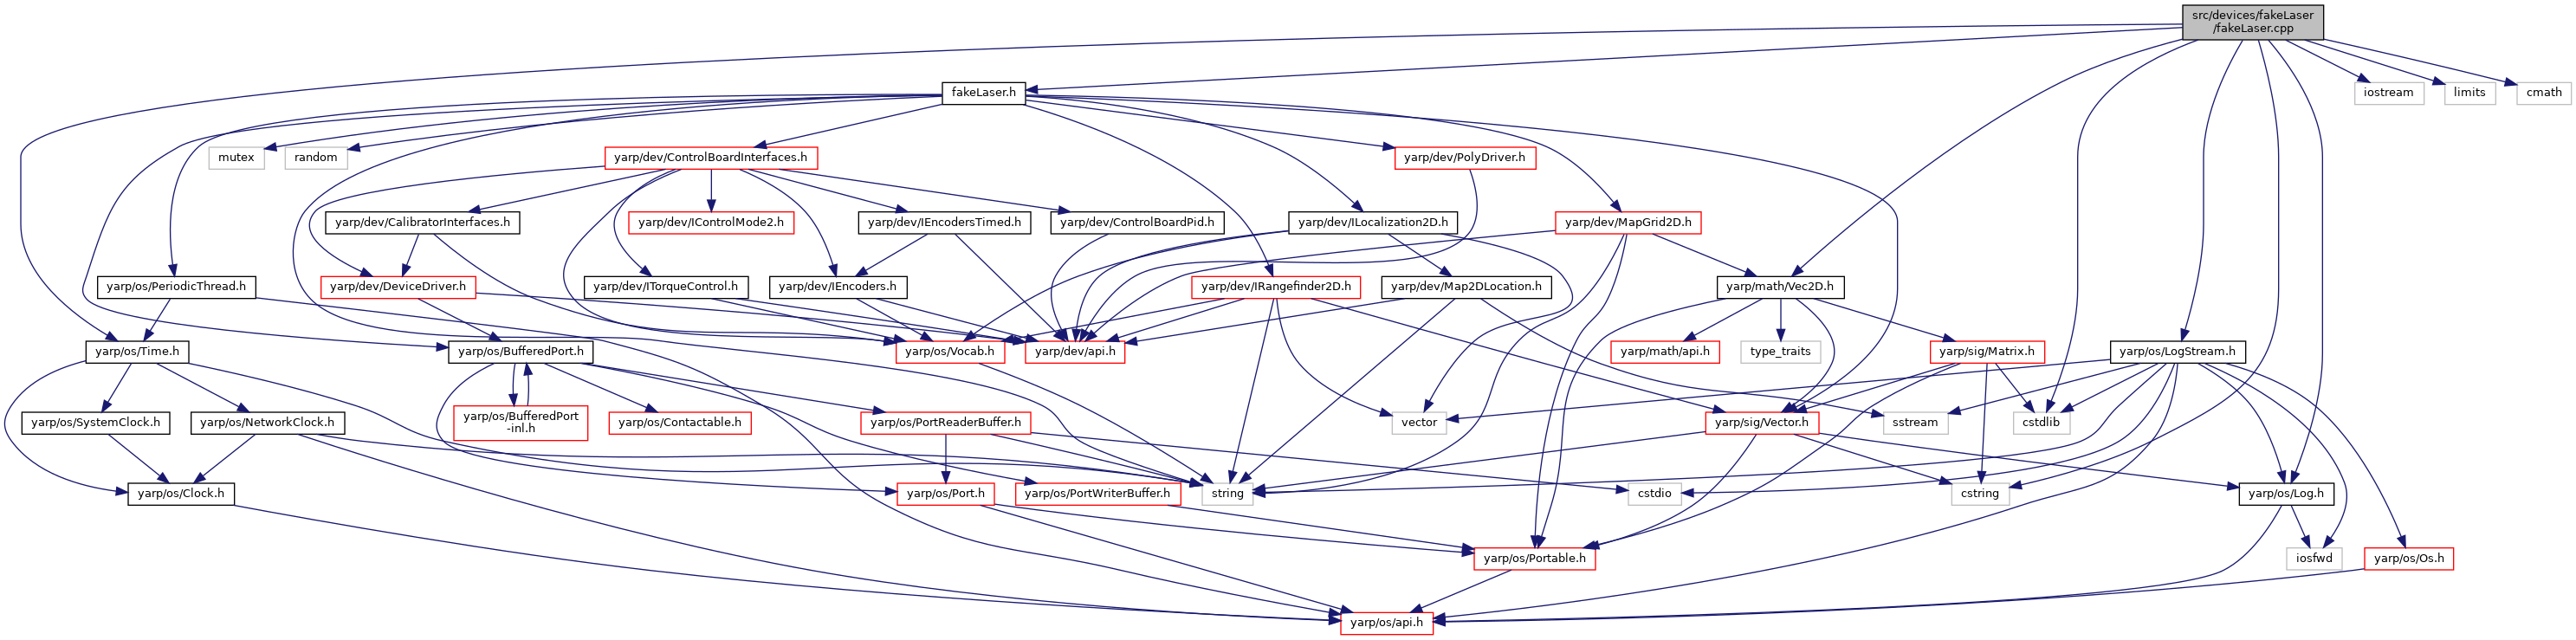 src/devices/fakeLaser
/fakeLaser.cpp
fakeLaser.h
iostream
limits
cmath
mutex
random
yarp/dev/ControlBoardInterfaces.h
yarp/dev/PolyDriver.h
yarp/dev/CalibratorInterfaces.h
yarp/dev/IControlMode2.h
yarp/dev/IEncodersTimed.h
yarp/dev/ControlBoardPid.h
yarp/dev/ILocalization2D.h
yarp/dev/MapGrid2D.h
yarp/os/PeriodicThread.h
yarp/dev/DeviceDriver.h
yarp/dev/ITorqueControl.h
yarp/dev/IEncoders.h
yarp/dev/IRangefinder2D.h
yarp/dev/Map2DLocation.h
yarp/math/Vec2D.h
yarp/os/Time.h
yarp/os/BufferedPort.h
yarp/os/Vocab.h
yarp/dev/api.h
yarp/math/api.h
type_traits
yarp/sig/Matrix.h
yarp/os/LogStream.h
yarp/os/SystemClock.h
yarp/os/NetworkClock.h
yarp/os/BufferedPort
-inl.h
yarp/os/Contactable.h
yarp/os/PortReaderBuffer.h
vector
yarp/sig/Vector.h
sstream
cstdlib
yarp/os/Clock.h
yarp/os/Port.h
yarp/os/PortWriterBuffer.h
string
cstdio
cstring
yarp/os/Log.h
yarp/os/Portable.h
iosfwd
yarp/os/Os.h
yarp/os/api.h